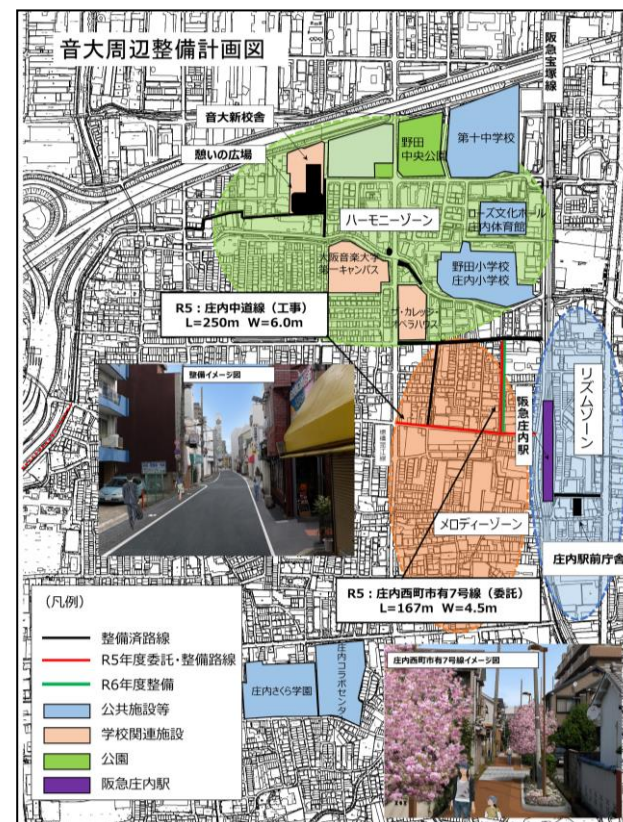 音大周辺整備計画図
阪急宝塚線
音大新校舎
憩いの広場
野田
中央公園
第十中学校
ハーモニーゾーン
ローズ文化ホール
庄内体育館
大阪音楽大学
第一キャンパス
野田小学校
庄内小学校
ザ・カレッジ・
オペラハウス
R5:庄内中道線(工事)
L=250m W=6.0m
整備イメージ図
リズムゾーン
阪急庄内駅
メロディーゾーン
庄内駅前庁舎
R5:庄内西町市有7号線(委託)
L=167m W=4.5m
(凡例)
整備済路線
R5年度委託・整備路線
R6年度整備
公共施設等
学校関連施設
公園
阪急庄内駅
庄内さくら学園
庄内コラボセンター
庄内西町市有7号線イメージ図